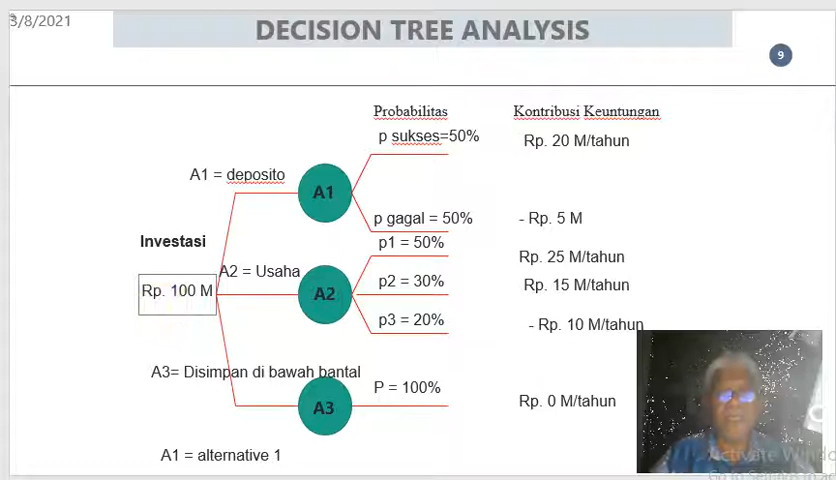 3/8/2021
DECISION TREE ANALYSIS
9
Probabilitas Kontribusi Keuntungan
p sukses=50% Rp. 20 M/tahun
A1 = deposito
A1
p gagal = 50% - Rp. 5 M
Investasi
p1 = 50% Rp. 25 M/tahun
A2 = Usaha
p2 = 30% Rp. 15 M/tahun
Rp. 100 M
A2
p3 = 20% - Rp. 10 M/tahun
A3= Disimpan di bawah bantal
P = 100% Rp. 0 M/tahun
A3
A1 = alternative 1
Activate Windo